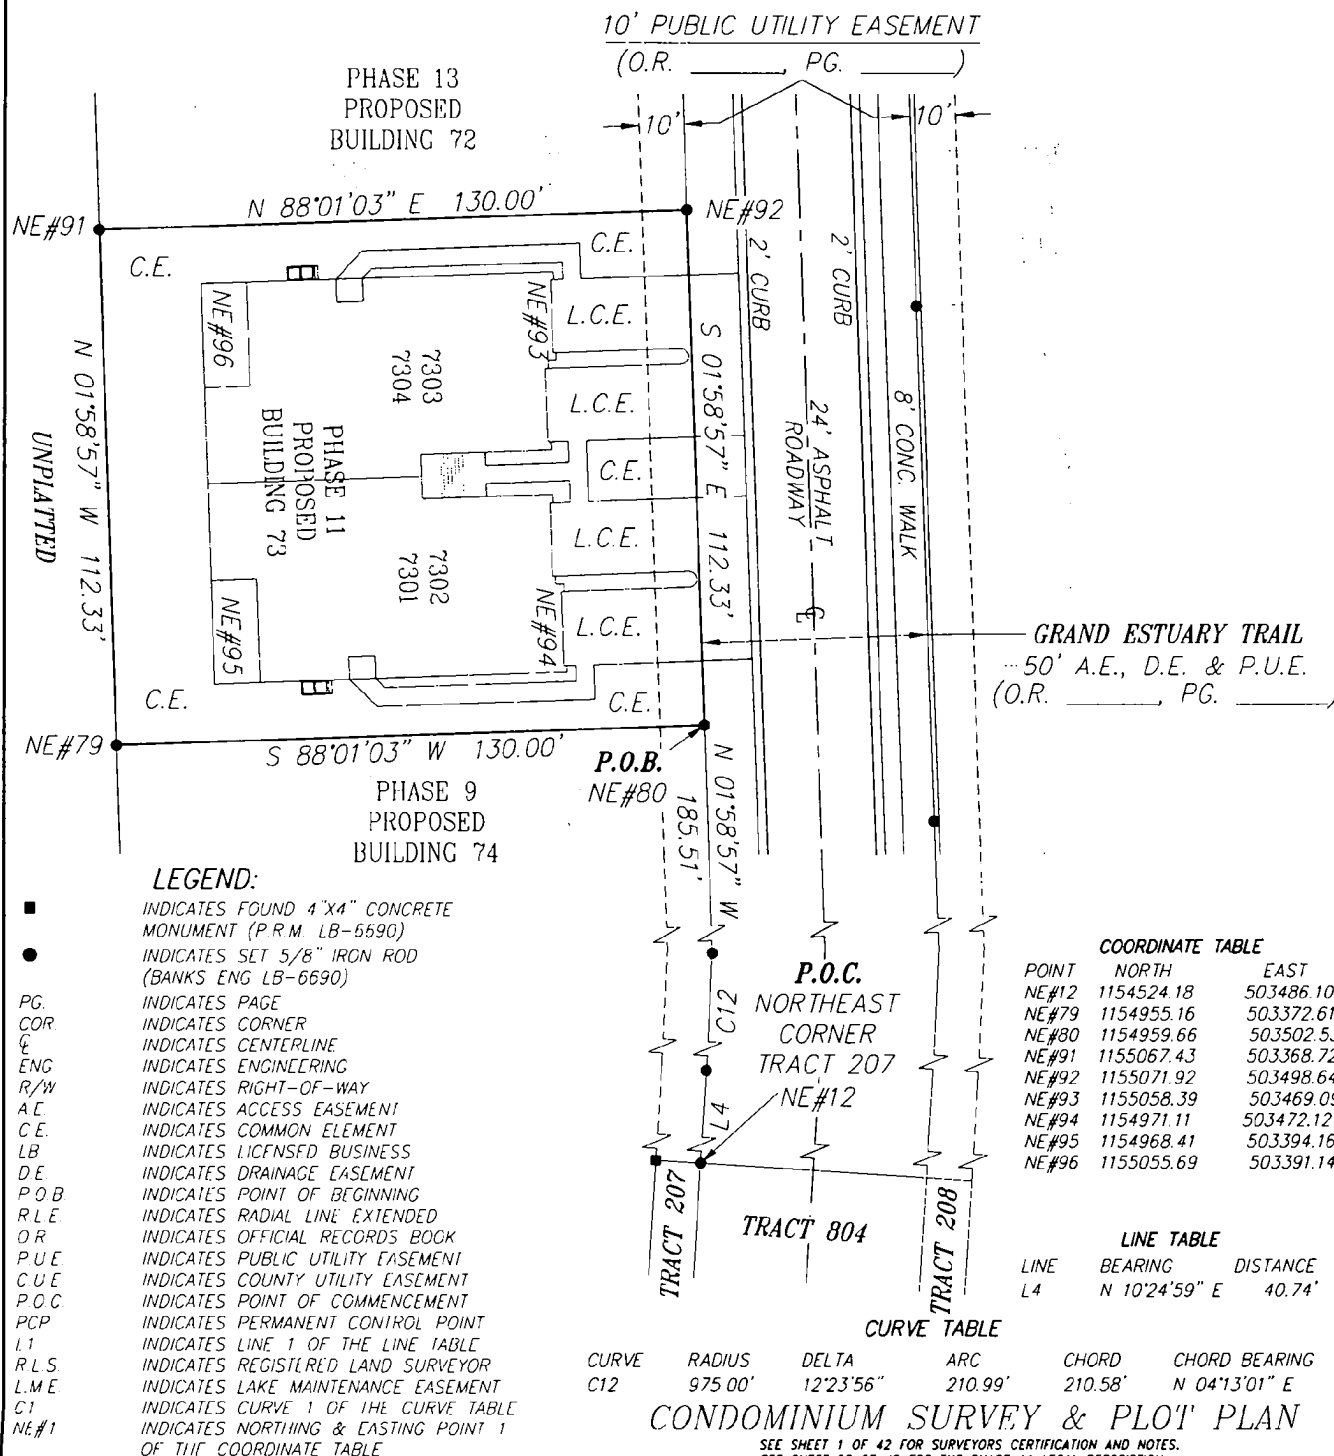 10' PUBLIC UTILITY EASEMENT
(O.R. ________, PG. ________)
PHASE 13
PROPOSED
BUILDING 72
10'
10'
NE#91
N 88°01'03" E 130.00'
NE#92
C.E.
C.E.
2' CURB
2' CURB
NE#96
NE#93
L.C.E.
7303
7304
L.C.E.
S 01°58'57" E 112.33'
24' ASPHALT
ROADWAY
8' CONC. WALK
N 01°58'57" W 112.33'
UNPLATTED
PHASE 11
PROPOSED
BUILDING 73
C.E.
L.C.E.
7302
7301
NE#95
NE#94
L.C.E.
℄
GRAND ESTUARY TRAIL
50' A.E., D.E. & P.U.E.
(O.R. ________, PG. ________)
C.E.
C.E.
NE#79
S 88°01'03" W 130.00'
P.O.B.
NE#80
N 01°58'57" W
185.51'
PHASE 9
PROPOSED
BUILDING 74
C12
P.O.C.
NORTHEAST
CORNER
TRACT 207
NE#12
L4
TRACT 207
TRACT 804
TRACT 208
LEGEND:
■ INDICATES FOUND 4"X4" CONCRETE
MONUMENT (P.R.M. LB-6690)
● INDICATES SET 5/8" IRON ROD
(BANKS ENG LB-6690)
PG. INDICATES PAGE
COR. INDICATES CORNER
℄ INDICATES CENTERLINE
ENG INDICATES ENGINEERING
R/W INDICATES RIGHT-OF-WAY
A.E. INDICATES ACCESS EASEMENT
C.E. INDICATES COMMON ELEMENT
LB INDICATES LICENSED BUSINESS
D.E. INDICATES DRAINAGE EASEMENT
P.O.B. INDICATES POINT OF BEGINNING
R.L.E. INDICATES RADIAL LINE EXTENDED
O.R. INDICATES OFFICIAL RECORDS BOOK
P.U.E. INDICATES PUBLIC UTILITY EASEMENT
C.U.E. INDICATES COUNTY UTILITY EASEMENT
P.O.C. INDICATES POINT OF COMMENCEMENT
PCP INDICATES PERMANENT CONTROL POINT
L1 INDICATES LINE 1 OF THE LINE TABLE
R.L.S. INDICATES REGISTERED LAND SURVEYOR
L.M.E. INDICATES LAKE MAINTENANCE EASEMENT
C1 INDICATES CURVE 1 OF THE CURVE TABLE
NE#1 INDICATES NORTHING & EASTING POINT 1
OF THE COORDINATE TABLE
COORDINATE TABLE
POINT NORTH EAST
NE#12 1154524.18 503486.10
NE#79 1154955.16 503372.61
NE#80 1154959.66 503502.53
NE#91 1155067.43 503368.72
NE#92 1155071.92 503498.64
NE#93 1155058.39 503469.09
NE#94 1154971.11 503472.12
NE#95 1154968.41 503394.16
NE#96 1155055.69 503391.14
LINE TABLE
LINE BEARING DISTANCE
L4 N 10°24'59" E 40.74'
CURVE TABLE
CURVE RADIUS DELTA ARC CHORD CHORD BEARING
C12 975.00' 12°23'56" 210.99' 210.58' N 04°13'01" E
CONDOMINIUM SURVEY & PLOT PLAN
SEE SHEET 1 OF 42 FOR SURVEYORS CERTIFICATION AND NOTES.